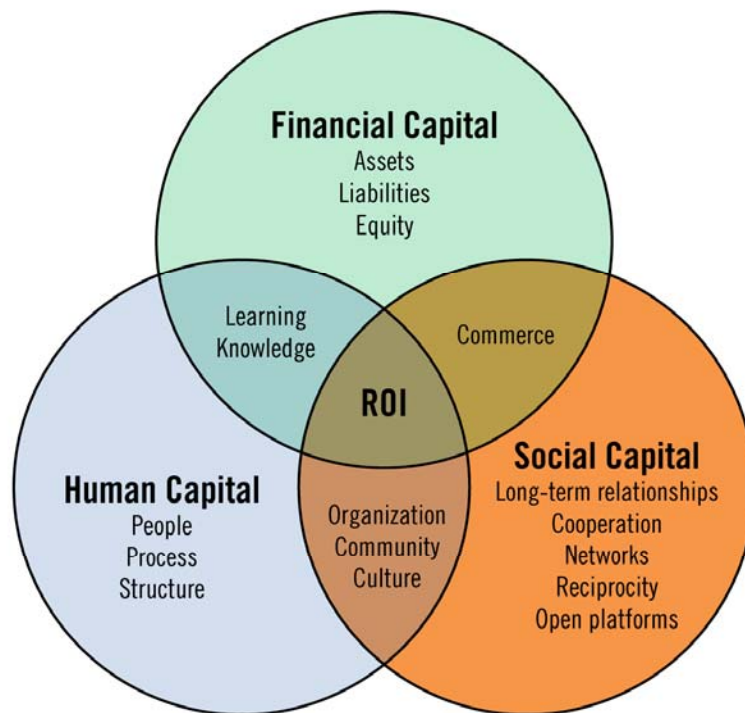 Financial Capital
Assets
Liabilities
Equity
Learning
Knowledge
Commerce
ROI
Human Capital
People
Process
Structure
Organization
Community
Culture
Social Capital
Long-term relationships
Cooperation
Networks
Reciprocity
Open platforms